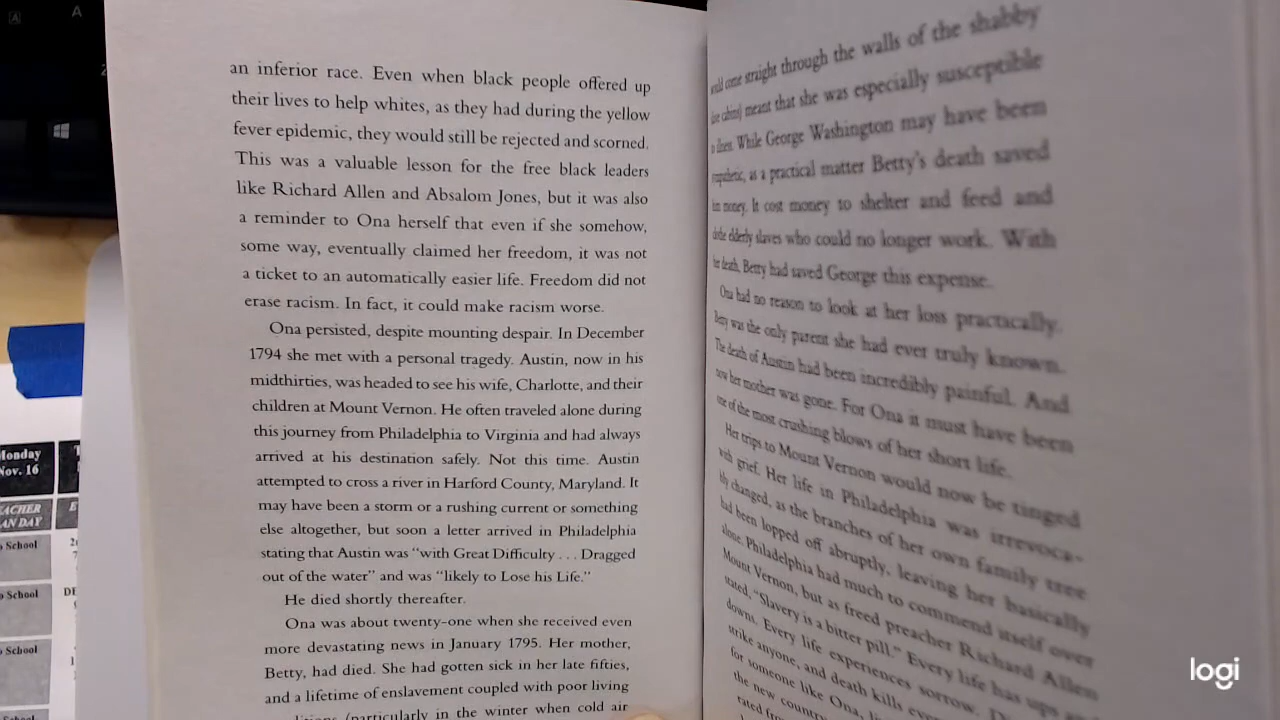 an inferior race. Even when black people offered up
their lives to help whites, as they had during the yellow
fever epidemic, they would still be rejected and scorned.
This was a valuable lesson for the free black leaders
like Richard Allen and Absalom Jones, but it was also
a reminder to Ona herself that even if she somehow,
some way, eventually claimed her freedom, it was not
a ticket to an automatically easier life. Freedom did not
erase racism. In fact, it could make racism worse.
Ona persisted, despite mounting despair. In December
1794 she met with a personal tragedy. Austin, now in his
midthirties, was headed to see his wife, Charlotte, and their
children at Mount Vernon. He often traveled alone during
this journey from Philadelphia to Virginia and had always
arrived at his destination safely. Not this time. Austin
attempted to cross a river in Harford County, Maryland. It
may have been a storm or a rushing current or something
else altogether, but soon a letter arrived in Philadelphia
stating that Austin was “with Great Difficulty . . . Dragged
out of the water” and was “likely to Lose his Life.”
He died shortly thereafter.
Ona was about twenty-one when she received even
more devastating news in January 1795. Her mother,
Betty, had died. She had gotten sick in her late fifties,
and a lifetime of enslavement coupled with poor living
(particularly in the winter when cold air
come straight through the walls of the shabby
meant that she was especially susceptible
illness. While George Washington may have been
as a practical matter Betty's death saved
money. It cost money to shelter and feed and
elderly slaves who could no longer work. With
her death, Betty had saved George this expense.
Ona had no reason to look at her loss practically.
Betty was the only parent she had ever truly known.
The death of Austin had been incredibly painful. And
now her mother was gone. For Ona it must have been
one of the most crushing blows of her short life.
Her trips to Mount Vernon would now be tinged
with grief. Her life in Philadelphia was irrevoca-
bly changed, as the branches of her own family tree
had been lopped off abruptly, leaving her basically
alone. Philadelphia had much to commend itself over
Mount Vernon, but as freed preacher Richard Allen
stated, “Slavery is a bitter pill.” Every life has ups and
downs. Every life experiences sorrow.
strike anyone, and death kills
for someone like Ona,
the new country
Monday
Nov. 16
School
School
School
logi